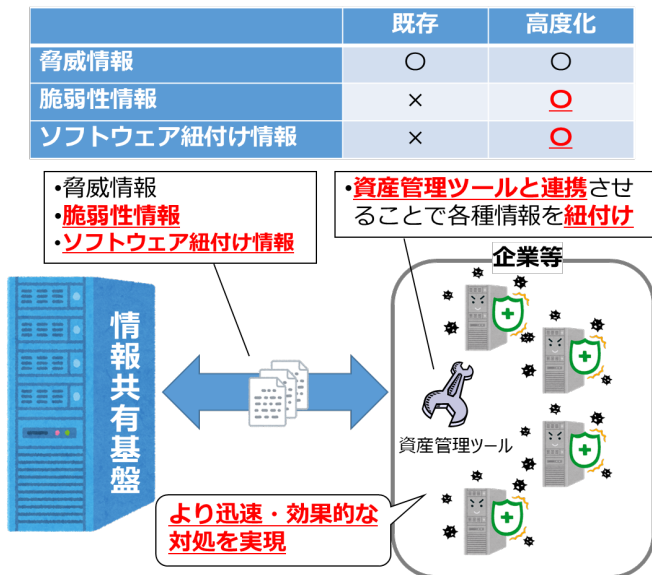 既存 高度化
脅威情報 ○ ○
脆弱性情報 × ○
ソフトウェア紐付け情報 × ○
•脅威情報
•脆弱性情報
•ソフトウェア紐付け情報
•資産管理ツールと連携させ
ることで各種情報を紐付け
企業等
情報共有基盤
資産管理ツール
より迅速・効果的な
対処を実現